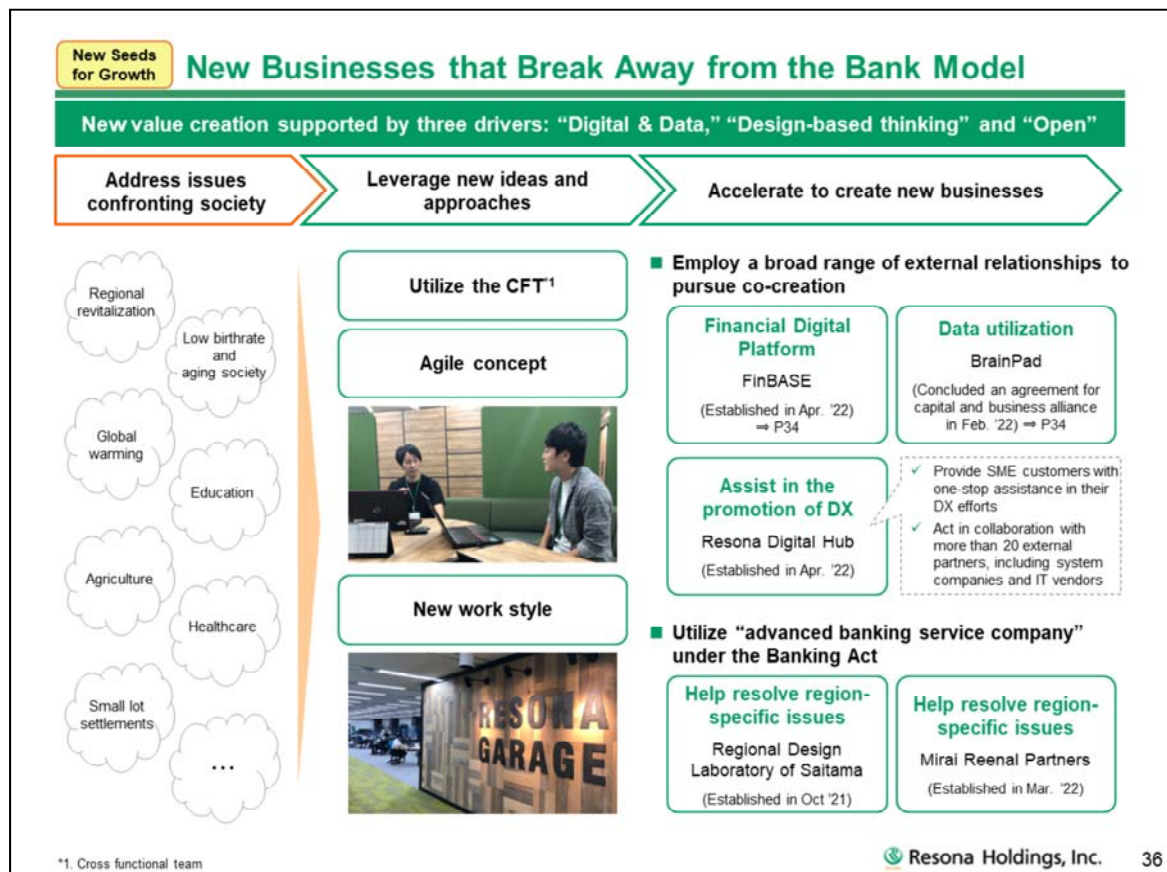 New Seeds
for Growth
New Businesses that Break Away from the Bank Model
New value creation supported by three drivers: “Digital & Data,” “Design-based thinking” and “Open”
Address issues
confronting society
Leverage new ideas and
approaches
Accelerate to create new businesses
Regional
revitalization
Low birthrate
and
aging society
Global
warming
Education
Agriculture
Healthcare
Small lot
settlements
...
Utilize the CFT*1
Agile concept
New work style
RESONA
GARAGE
■ Employ a broad range of external relationships to
pursue co-creation
Financial Digital
Platform
FinBASE
(Established in Apr. ’22)
⇒ P34
Data utilization
BrainPad
(Concluded an agreement for
capital and business alliance
in Feb. ’22) ⇒ P34
Assist in the
promotion of DX
Resona Digital Hub
(Established in Apr. ’22)
✓ Provide SME customers with
one-stop assistance in their
DX efforts
✓ Act in collaboration with
more than 20 external
partners, including system
companies and IT vendors
■ Utilize “advanced banking service company”
under the Banking Act
Help resolve region-
specific issues
Regional Design
Laboratory of Saitama
(Established in Oct ’21)
Help resolve region-
specific issues
Mirai Reenal Partners
(Established in Mar. ’22)
*1. Cross functional team
Resona Holdings, Inc.
36